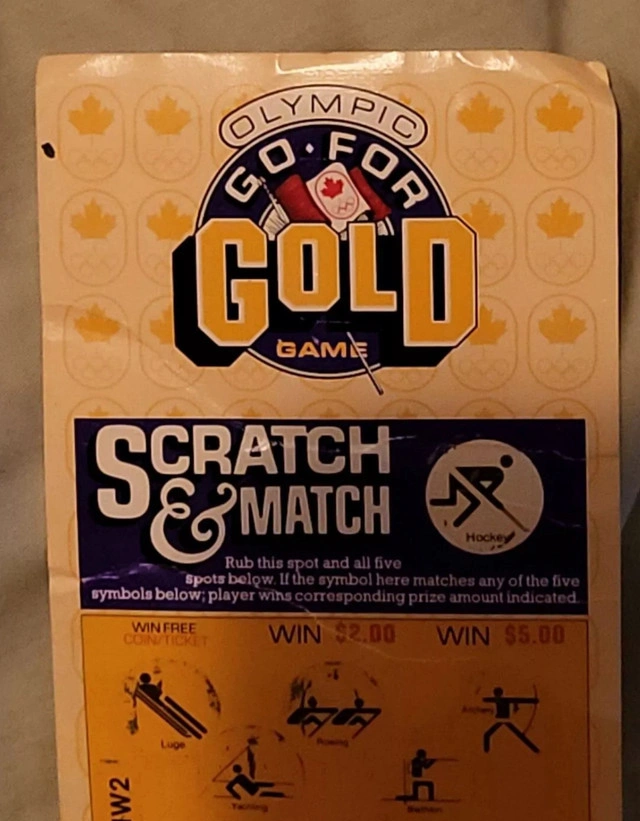 OLYMPIC
GO·FOR
GOLD
GAME
SCRATCH
& MATCH
Hockey
Rub this spot and all five
spots below. If the symbol here matches any of the five
symbols below; player wins corresponding prize amount indicated.
WIN FREE
COIN/TICKET
WIN $2.00
WIN $5.00
Luge
Rowing
Archery
Yachting
Biathlon